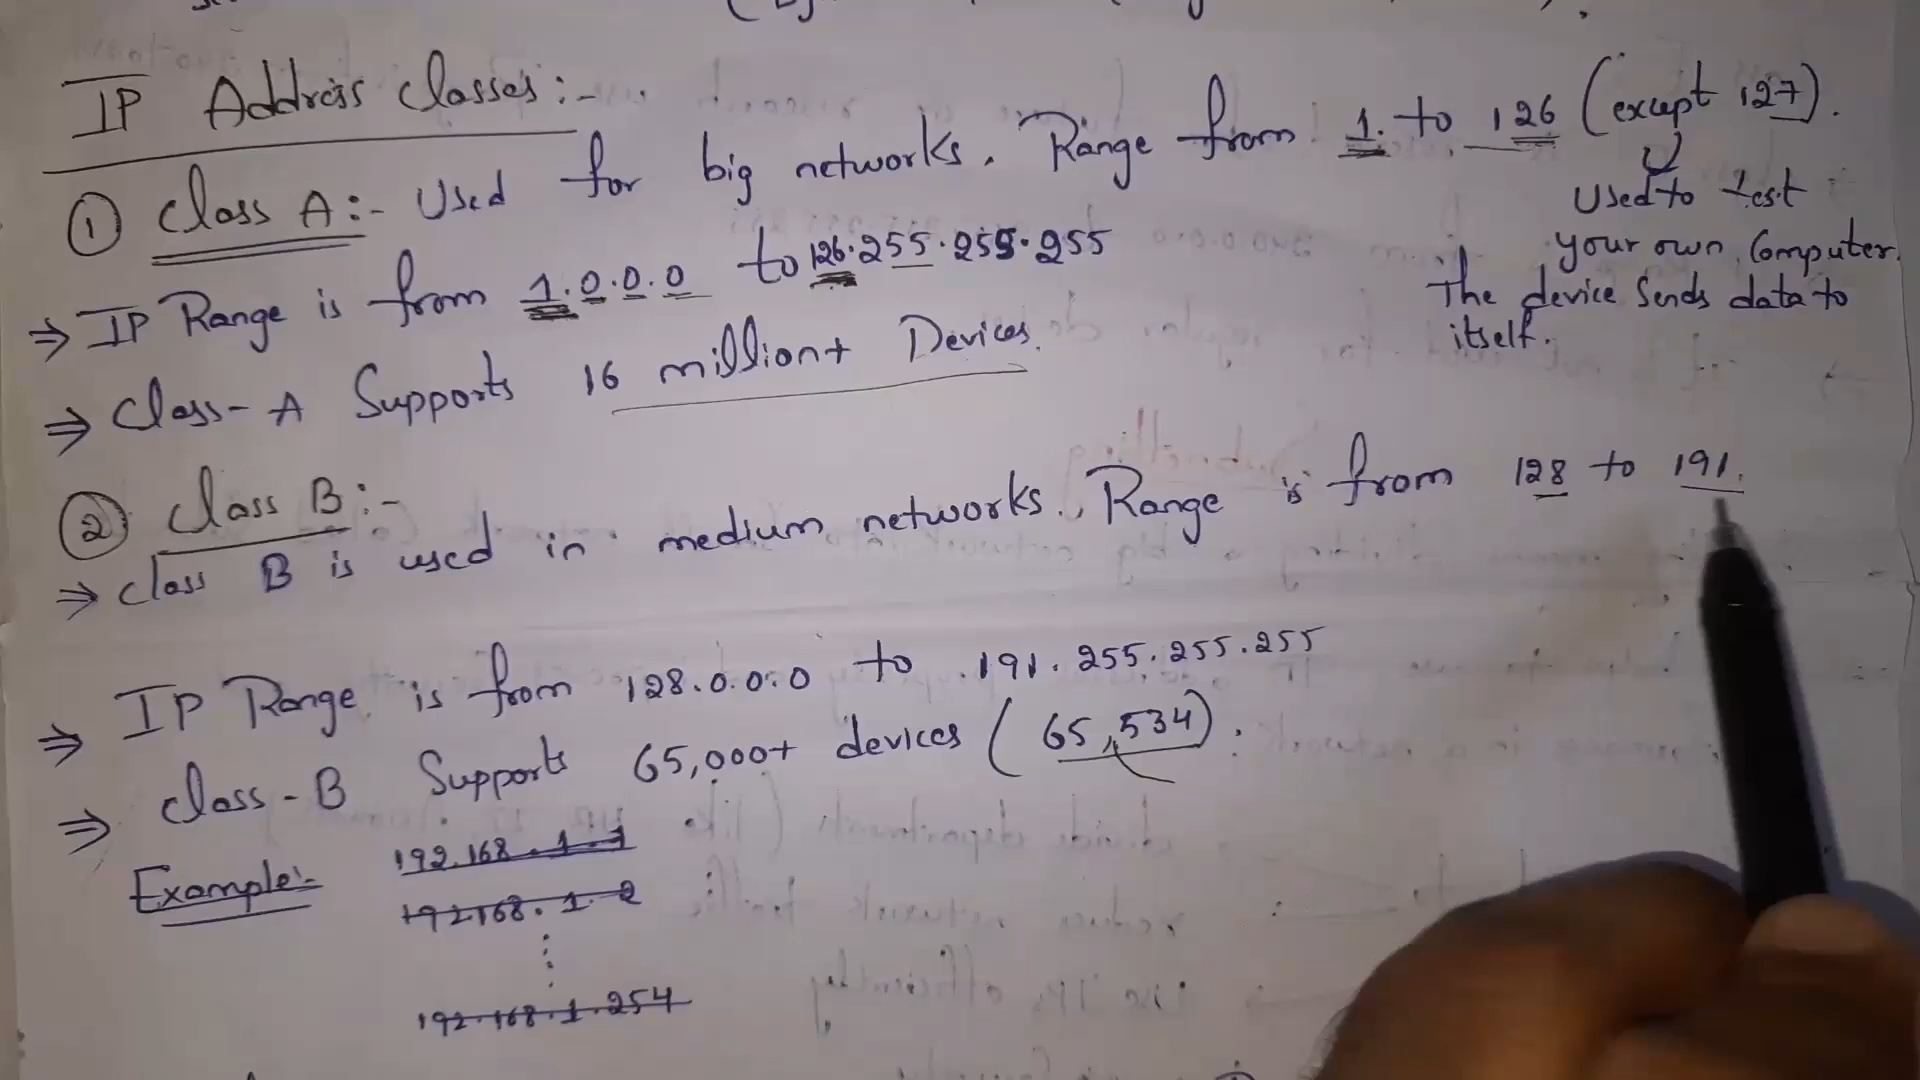 IP Address Classes:-
① Class A:- Used for big networks. Range from 1. to 126 (except 127).
Used to test
your own Computer.
The device Sends data to
itself.
⇒ IP Range is from 1.0.0.0 to 126.255.255.255
⇒ Class-A Supports 16 million+ Devices.
② Class B:-
⇒ Class B is used in medium networks. Range is from 128 to 191.
⇒ IP Range is from 128.0.0.0 to 191.255.255.255
⇒ Class-B Supports 65,000+ devices (65,534).
Example:- 192.168.1.1
192.168.1.2
192.168.1.254